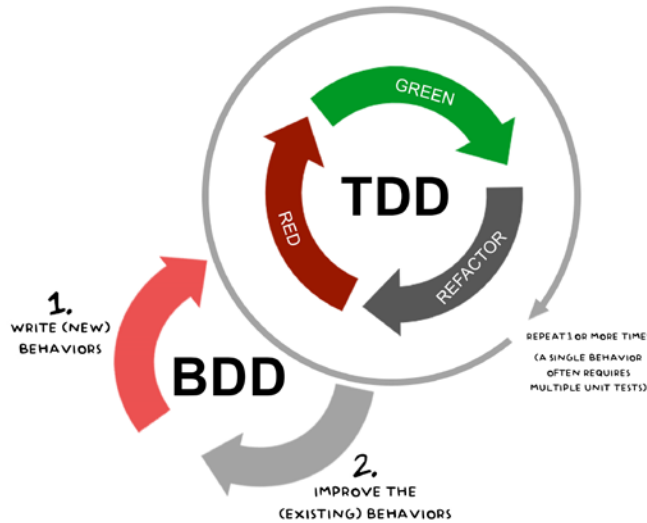 GREEN
TDD
RED
REFACTOR
1.
WRITE (NEW)
BEHAVIORS
REPEAT 1 OR MORE TIME
(A SINGLE BEHAVIOR
OFTEN REQUIRES
MULTIPLE UNIT TESTS)
BDD
2.
IMPROVE THE
(EXISTING) BEHAVIORS